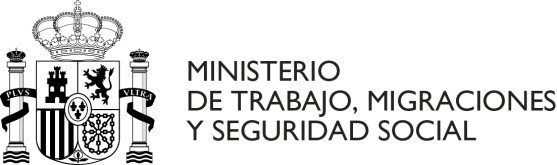 PLVS VLTRA
MINISTERIO
DE TRABAJO, MIGRACIONES
Y SEGURIDAD SOCIAL